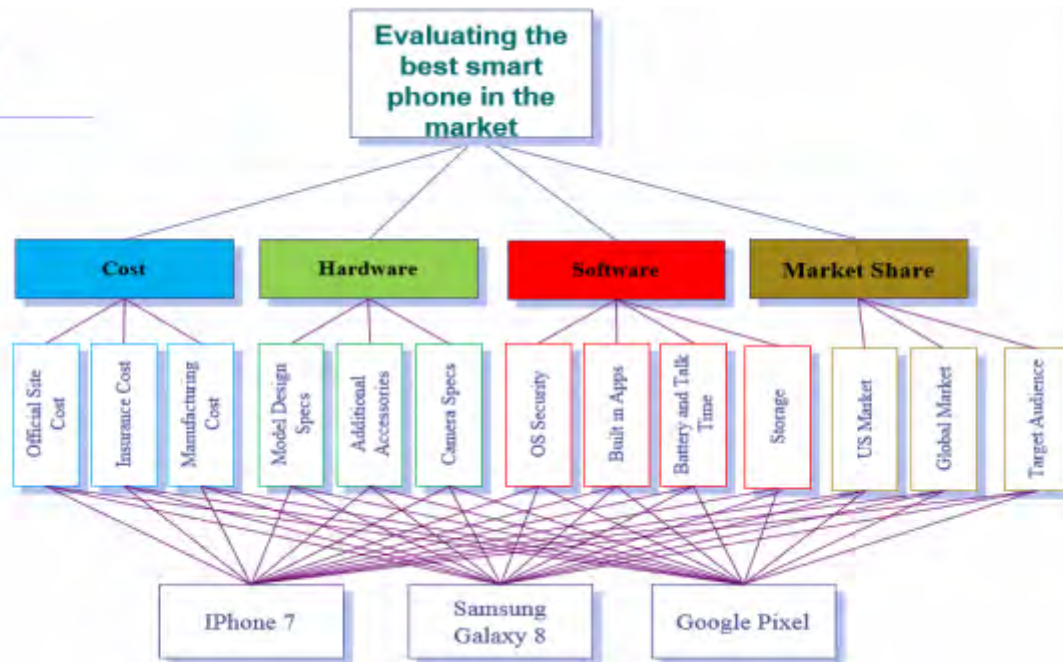 Evaluating the
best smart
phone in the
market
Cost
Hardware
Software
Market Share
Official Site
Cost
Insurance Cost
Manufacturing
Cost
Model Design
Specs
Additional
Accessories
Camera Specs
OS Security
Built in Apps
Battery and Talk
Time
Storage
US Market
Global Market
Target Audience
IPhone 7
Samsung
Galaxy 8
Google Pixel